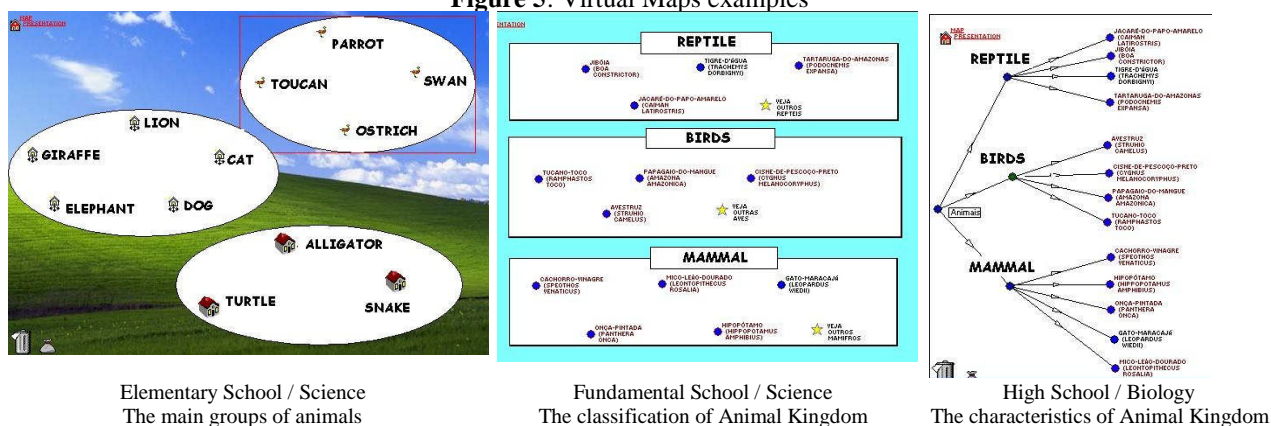 Figure 3: Virtual Maps examples
MAP
PRESENTATION
PARROT
TOUCAN
SWAN
OSTRICH
LION
GIRAFFE
CAT
ELEPHANT
DOG
ALLIGATOR
TURTLE
SNAKE
NTATION
REPTILE
JIBÓIA
(BOA
CONSTRICTOR)
TIGRE-D'ÁGUA
(TRACHEMYS
DORBIGNYI)
TARTARUGA-DO-AMAZONAS
(PODOCNEMIS
EXPANSA)
JACARÉ-DO-PAPO-AMARELO
(CAIMAN
LATIROSTRIS)
VEJA
OUTROS
REPTEIS
BIRDS
TUCANO-TOCO
(RAMPHASTOS
TOCO)
PAPAGAIO-DO-MANGUE
(AMAZONA
AMAZONICA)
CISNE-DE-PESCOÇO-PRETO
(CYGNUS
MELANOCORYPHUS)
AVESTRUZ
(STRUHIO
CAMELUS)
VEJA
OUTRAS
AVES
MAMMAL
CACHORRO-VINAGRE
(SPEOTHOS
VENATICUS)
MICO-LEÃO-DOURADO
(LEONTOPITHECUS
ROSALIA)
GATO-MARACAJÁ
(LEOPARDUS
WIEDII)
ONÇA-PINTADA
(PANTHERA
ONCA)
HIPOPÓTAMO
(HIPPOPOTAMUS
AMPHIBIUS)
VEJA
OUTROS
MAMIFROS
MAP
PRESENTATION
REPTILE
JACARÉ-DO-PAPO-AMARELO
(CAIMAN
LATIROSTRIS)
JIBÓIA
(BOA
CONSTRICTOR)
TIGRE-D'ÁGUA
(TRACHEMYS
DORBIGNYI)
TARTARUGA-DO-AMAZONAS
(PODOCNEMIS
EXPANSA)
BIRDS
AVESTRUZ
(STRUHIO
CAMELUS)
CISNE-DE-PESCOÇO-PRETO
(CYGNUS
MELANOCORYPHUS)
PAPAGAIO-DO-MANGUE
(AMAZONA
AMAZONICA)
TUCANO-TOCO
(RAMPHASTOS
TOCO)
Animais
MAMMAL
CACHORRO-VINAGRE
(SPEOTHOS
VENATICUS)
HIPOPÓTAMO
(HIPPOPOTAMUS
AMPHIBIUS)
ONÇA-PINTADA
(PANTHERA
ONCA)
GATO-MARACAJÁ
(LEOPARDUS
WIEDII)
MICO-LEÃO-DOURADO
(LEONTOPITHECUS
ROSALIA)
Elementary School / Science
The main groups of animals
Fundamental School / Science
The classification of Animal Kingdom
High School / Biology
The characteristics of Animal Kingdom